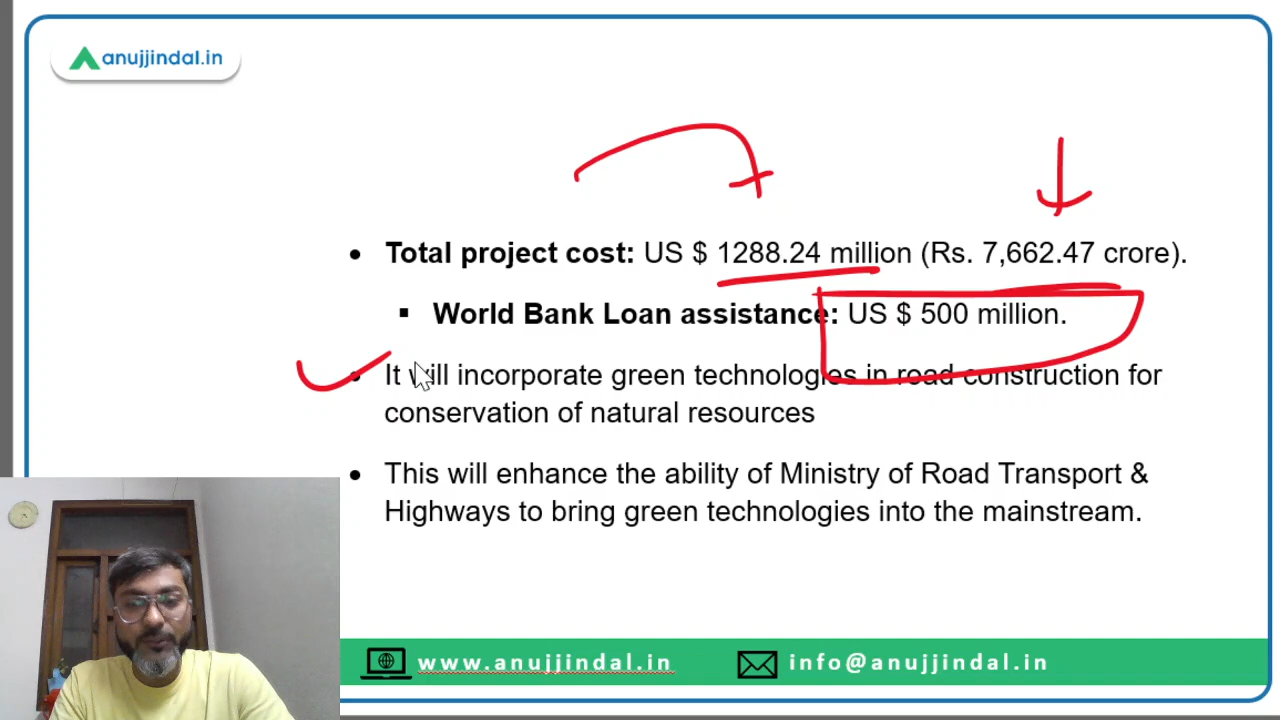 anujjindal.in
• Total project cost: US $ 1288.24 million (Rs. 7,662.47 crore).
▪ World Bank Loan assistance: US $ 500 million.
• It will incorporate green technologies in road construction for
conservation of natural resources
• This will enhance the ability of Ministry of Road Transport &
Highways to bring green technologies into the mainstream.
www.anujjindal.in
info@anujjindal.in